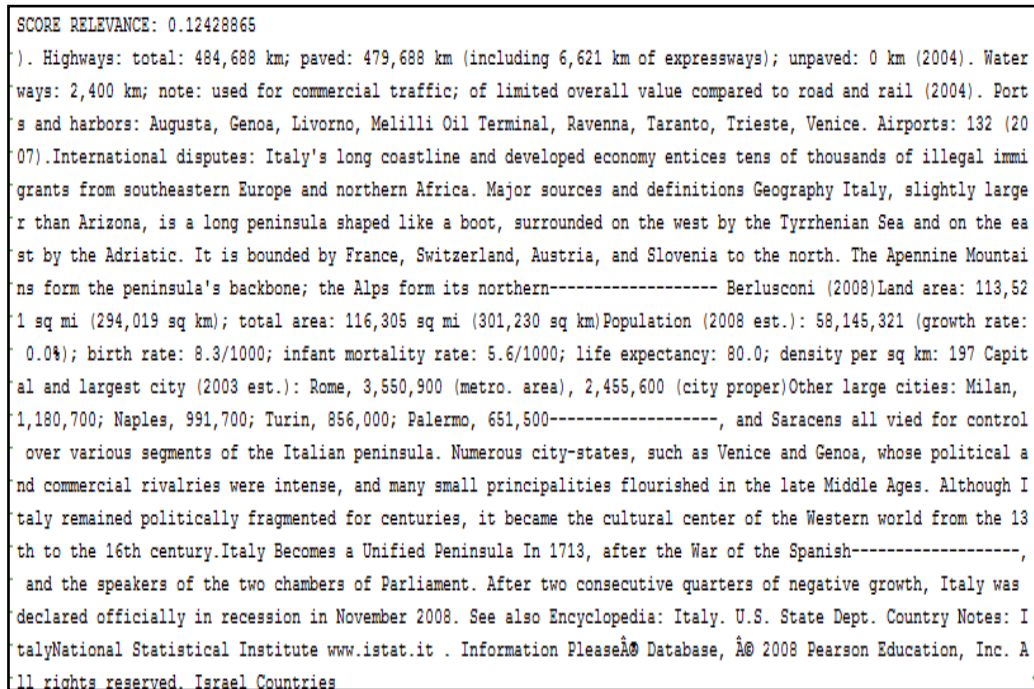 SCORE RELEVANCE: 0.12428865
). Highways: total: 484,688 km; paved: 479,688 km (including 6,621 km of expressways); unpaved: 0 km (2004). Water
ways: 2,400 km; note: used for commercial traffic; of limited overall value compared to road and rail (2004). Port
s and harbors: Augusta, Genoa, Livorno, Melilli Oil Terminal, Ravenna, Taranto, Trieste, Venice. Airports: 132 (20
07).International disputes: Italy's long coastline and developed economy entices tens of thousands of illegal immi
grants from southeastern Europe and northern Africa. Major sources and definitions Geography Italy, slightly large
r than Arizona, is a long peninsula shaped like a boot, surrounded on the west by the Tyrrhenian Sea and on the ea
st by the Adriatic. It is bounded by France, Switzerland, Austria, and Slovenia to the north. The Apennine Mountai
ns form the peninsula's backbone; the Alps form its northern------------------- Berlusconi (2008)Land area: 113,52
1 sq mi (294,019 sq km); total area: 116,305 sq mi (301,230 sq km)Population (2008 est.): 58,145,321 (growth rate:
0.0%); birth rate: 8.3/1000; infant mortality rate: 5.6/1000; life expectancy: 80.0; density per sq km: 197 Capit
al and largest city (2003 est.): Rome, 3,550,900 (metro. area), 2,455,600 (city proper)Other large cities: Milan,
1,180,700; Naples, 991,700; Turin, 856,000; Palermo, 651,500-------------------, and Saracens all vied for control
over various segments of the Italian peninsula. Numerous city-states, such as Venice and Genoa, whose political a
nd commercial rivalries were intense, and many small principalities flourished in the late Middle Ages. Although I
taly remained politically fragmented for centuries, it became the cultural center of the Western world from the 13
th to the 16th century.Italy Becomes a Unified Peninsula In 1713, after the War of the Spanish-------------------,
and the speakers of the two chambers of Parliament. After two consecutive quarters of negative growth, Italy was
declared officially in recession in November 2008. See also Encyclopedia: Italy. U.S. State Dept. Country Notes: I
talyNational Statistical Institute www.istat.it . Information PleaseÂ® Database, Â© 2008 Pearson Education, Inc. A
ll rights reserved. Israel Countries